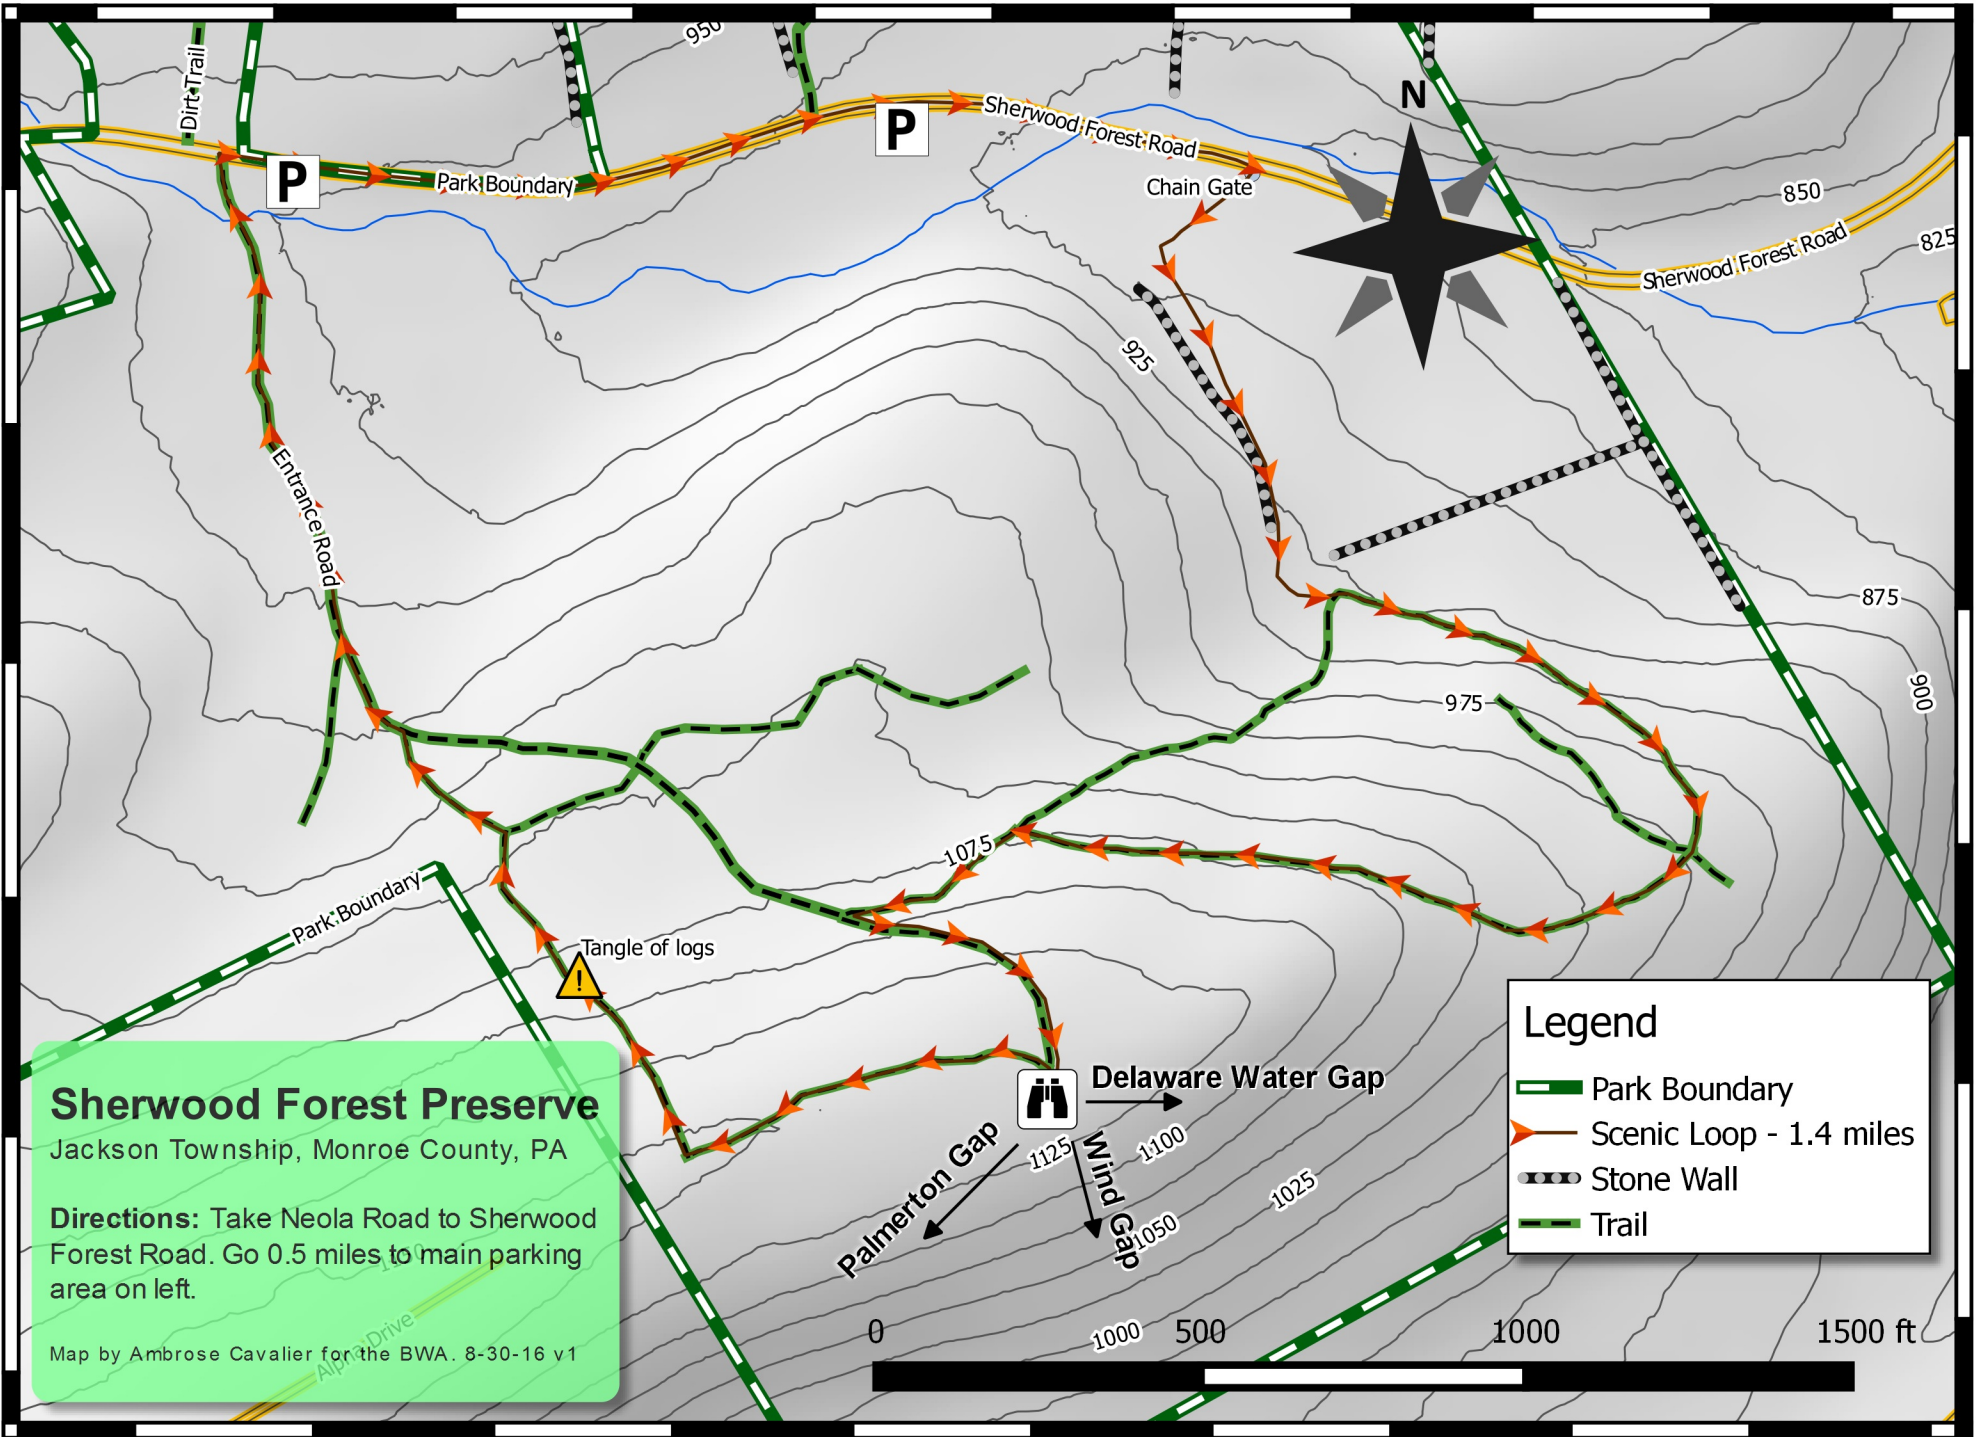 950
Dirt Trail
N
P
Sherwood Forest Road
P
Park Boundary
Chain Gate
850
825
Sherwood Forest Road
925
Entrance Road
875
900
975
1075
Park Boundary
Tangle of logs
Delaware Water Gap
Palmerton Gap
Wind Gap
1125
1100
1025
1050
1000
Legend
Park Boundary
Scenic Loop - 1.4 miles
Stone Wall
Trail
Sherwood Forest Preserve
Jackson Township, Monroe County, PA
Directions: Take Neola Road to Sherwood
Forest Road. Go 0.5 miles to main parking
area on left.
Alpha Drive
Map by Ambrose Cavalier for the BWA. 8-30-16 v1
0 500 1000 1500 ft